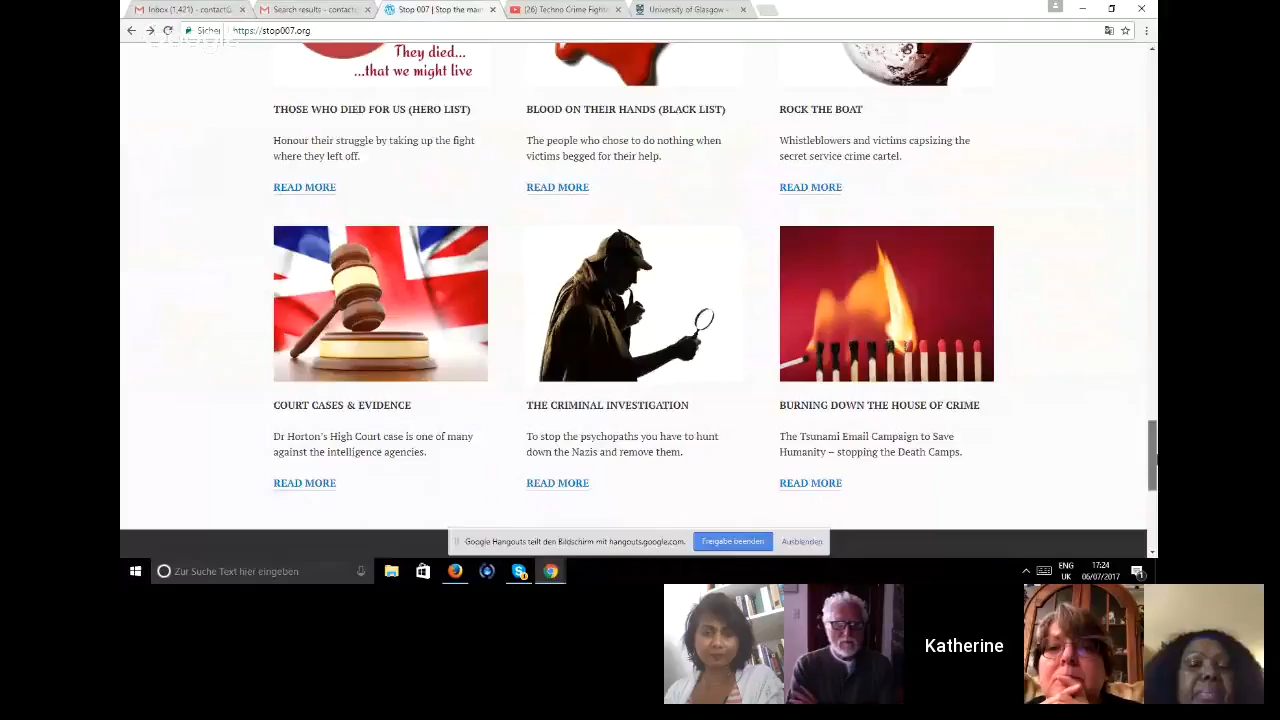 Inbox (1,421) - contact
Search results - contact
Stop 007 | Stop the
(26) Techno Crime
University of Glasgow -
https://stop007.org
They died...
...that we might live
THOSE WHO DIED FOR US (HERO LIST)
Honour their struggle by taking up the fight
where they left off.
READ MORE
BLOOD ON THEIR HANDS (BLACK LIST)
The people who chose to do nothing when
victims begged for their help.
READ MORE
ROCK THE BOAT
Whistleblowers and victims capsizing the
secret service crime cartel.
READ MORE
COURT CASES & EVIDENCE
Dr Horton's High Court case is one of many
against the intelligence agencies.
READ MORE
THE CRIMINAL INVESTIGATION
To stop the psychopaths you have to hunt
down the Nazis and remove them.
READ MORE
BURNING DOWN THE HOUSE OF CRIME
The Tsunami Email Campaign to Save
Humanity – stopping the Death Camps.
READ MORE
Google Hangouts teilt den Bildschirm mit hangouts.google.com.
Freigabe beenden
Ausblenden
Zur Suche Text hier eingeben
ENG
UK
17:24
06/07/2017
Katherine